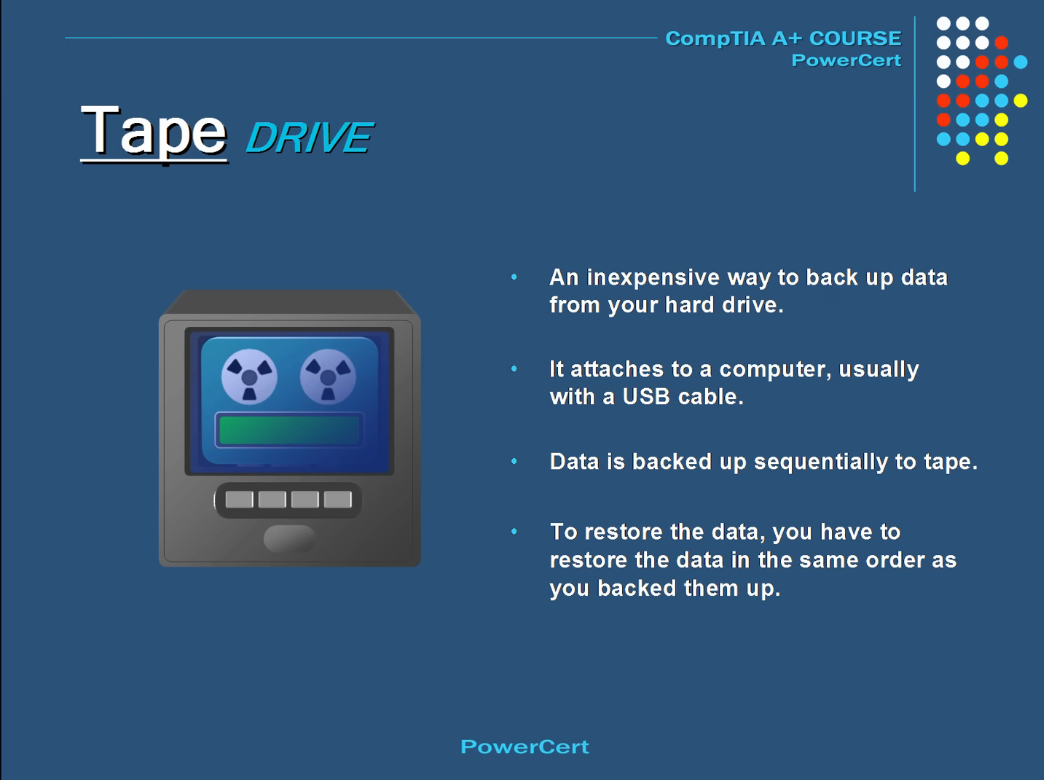 CompTIA A+ COURSE
PowerCert
Tape DRIVE
• An inexpensive way to back up data
from your hard drive.
• It attaches to a computer, usually
with a USB cable.
• Data is backed up sequentially to tape.
• To restore the data, you have to
restore the data in the same order as
you backed them up.
PowerCert